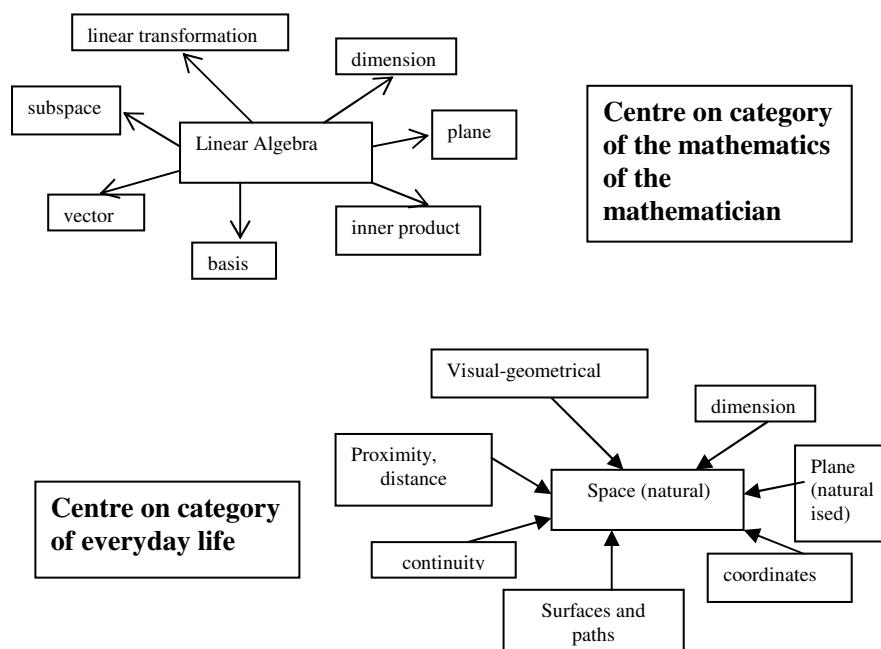 linear transformation
dimension
subspace
Linear Algebra
plane
vector
basis
inner product
Centre on category
of the mathematics
of the
mathematician
Visual-geometrical
dimension
Proximity,
distance
Space (natural)
Plane
(natural
ised)
continuity
coordinates
Surfaces and
paths
Centre on category
of everyday life